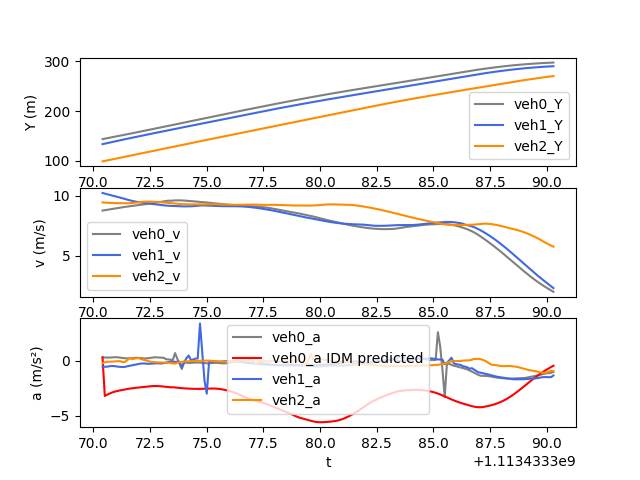 300
200
100
Y (m)
veh0_Y
veh1_Y
veh2_Y
70.0 72.5 75.0 77.5 80.0 82.5 85.0 87.5 90.0
10
5
v (m/s)
veh0_v
veh1_v
veh2_v
70.0 72.5 75.0 77.5 80.0 82.5 85.0 87.5 90.0
0
−5
a (m/s²)
veh0_a
veh0_a IDM predicted
veh1_a
veh2_a
70.0 72.5 75.0 77.5 80.0 82.5 85.0 87.5 90.0
t
+1.1134333e9